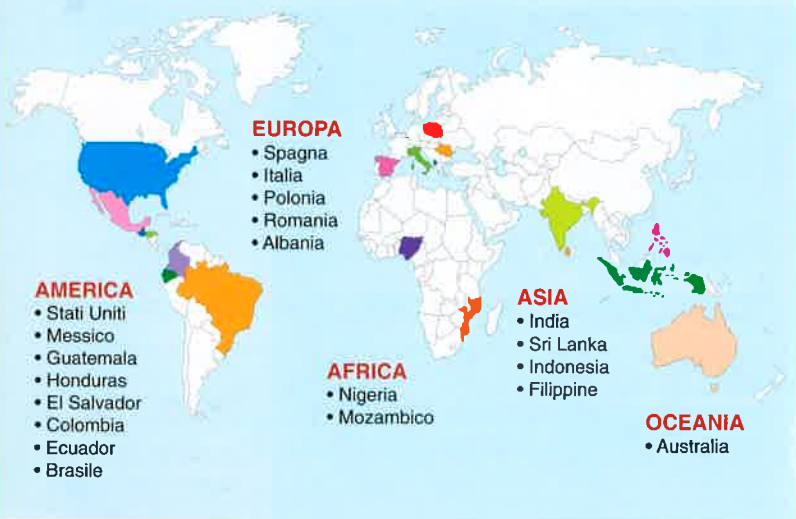 EUROPA
• Spagna
• Italia
• Polonia
• Romania
• Albania
AMERICA
• Stati Uniti
• Messico
• Guatemala
• Honduras
• El Salvador
• Colombia
• Ecuador
• Brasile
AFRICA
• Nigeria
• Mozambico
ASIA
• India
• Sri Lanka
• Indonesia
• Filippine
OCEANIA
• Australia